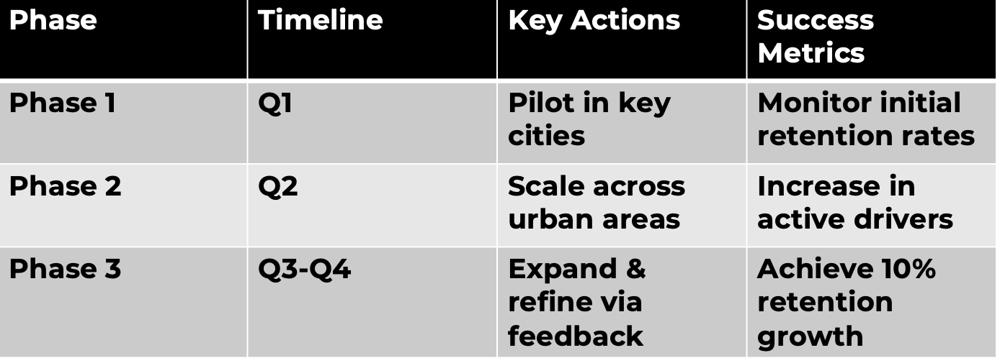 Phase Timeline Key Actions Success
Metrics
Phase 1 Q1 Pilot in key Monitor initial
cities retention rates
Phase 2 Q2 Scale across Increase in
urban areas active drivers
Phase 3 Q3-Q4 Expand & Achieve 10%
refine via retention
feedback growth